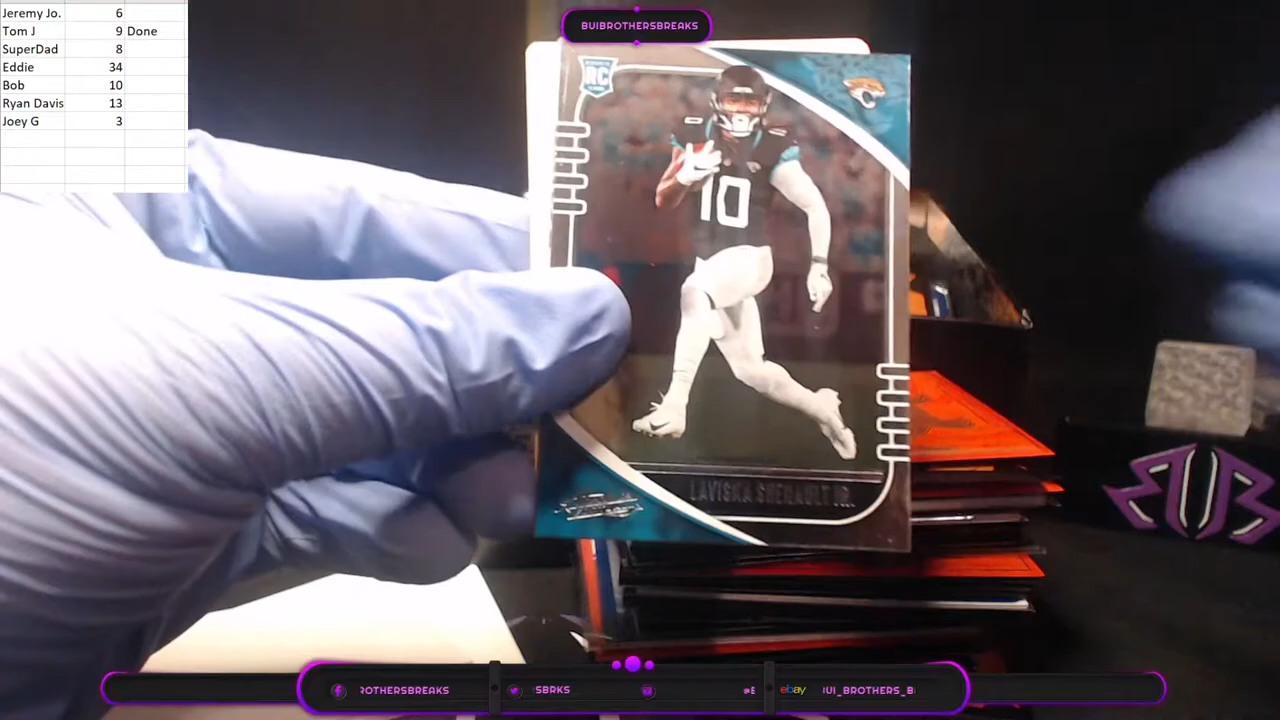 Jeremy Jo. 6
Tom J 9 Done
SuperDad 8
Eddie 34
Bob 10
Ryan Davis 13
Joey G 3
BUIBROTHERSBREAKS
RC
10
LAVISKA SHENAULT JR.
ROTHERSBREAKS
SBRKS
ebay